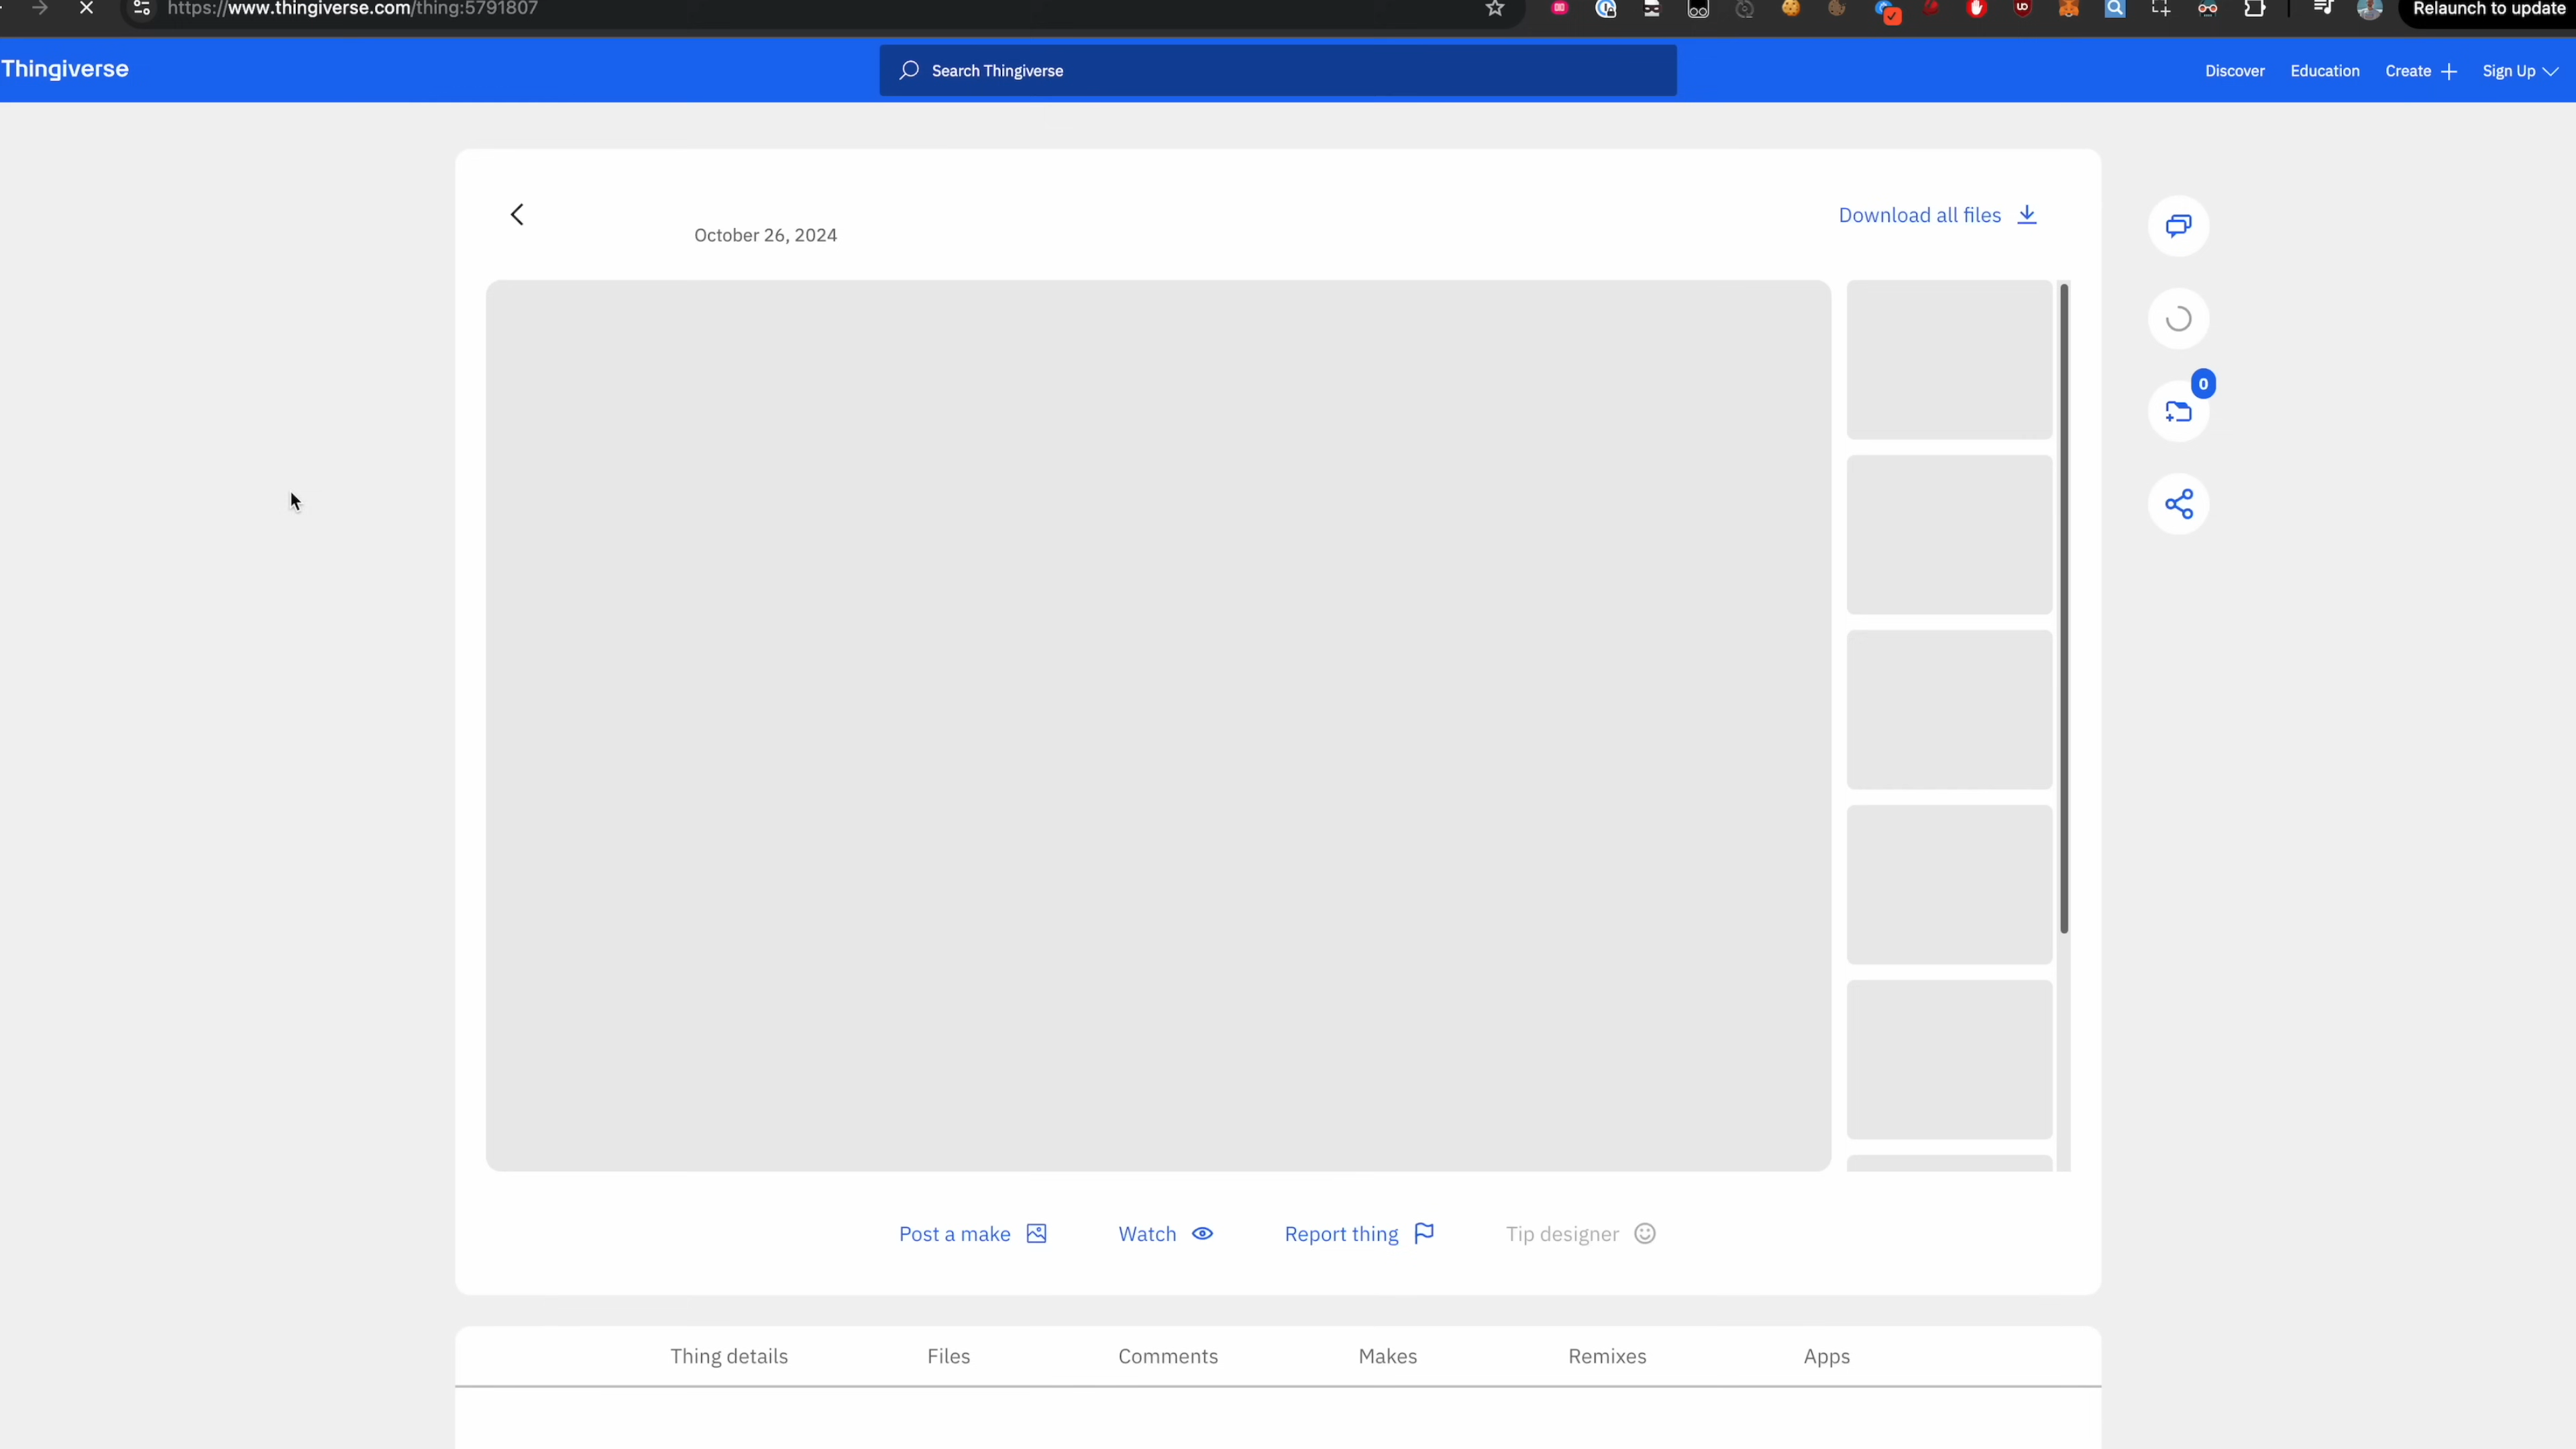 https://www.thingiverse.com/thing:5791807
Relaunch to update
Thingiverse
Search Thingiverse
Discover
Education
Create
Sign Up
October 26, 2024
Download all files
0
Post a make
Watch
Report thing
Tip designer
Thing details
Files
Comments
Makes
Remixes
Apps